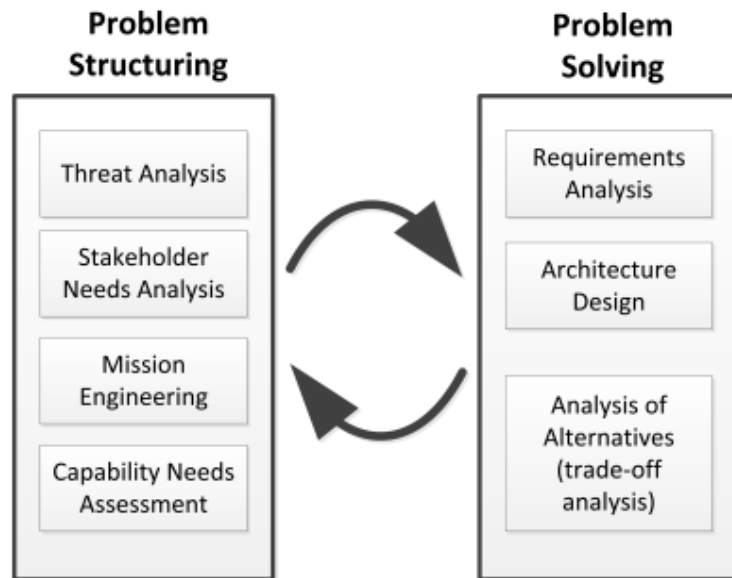 Problem
Structuring
Threat Analysis
Stakeholder
Needs Analysis
Mission
Engineering
Capability Needs
Assessment
Problem
Solving
Requirements
Analysis
Architecture
Design
Analysis of
Alternatives
(trade-off
analysis)